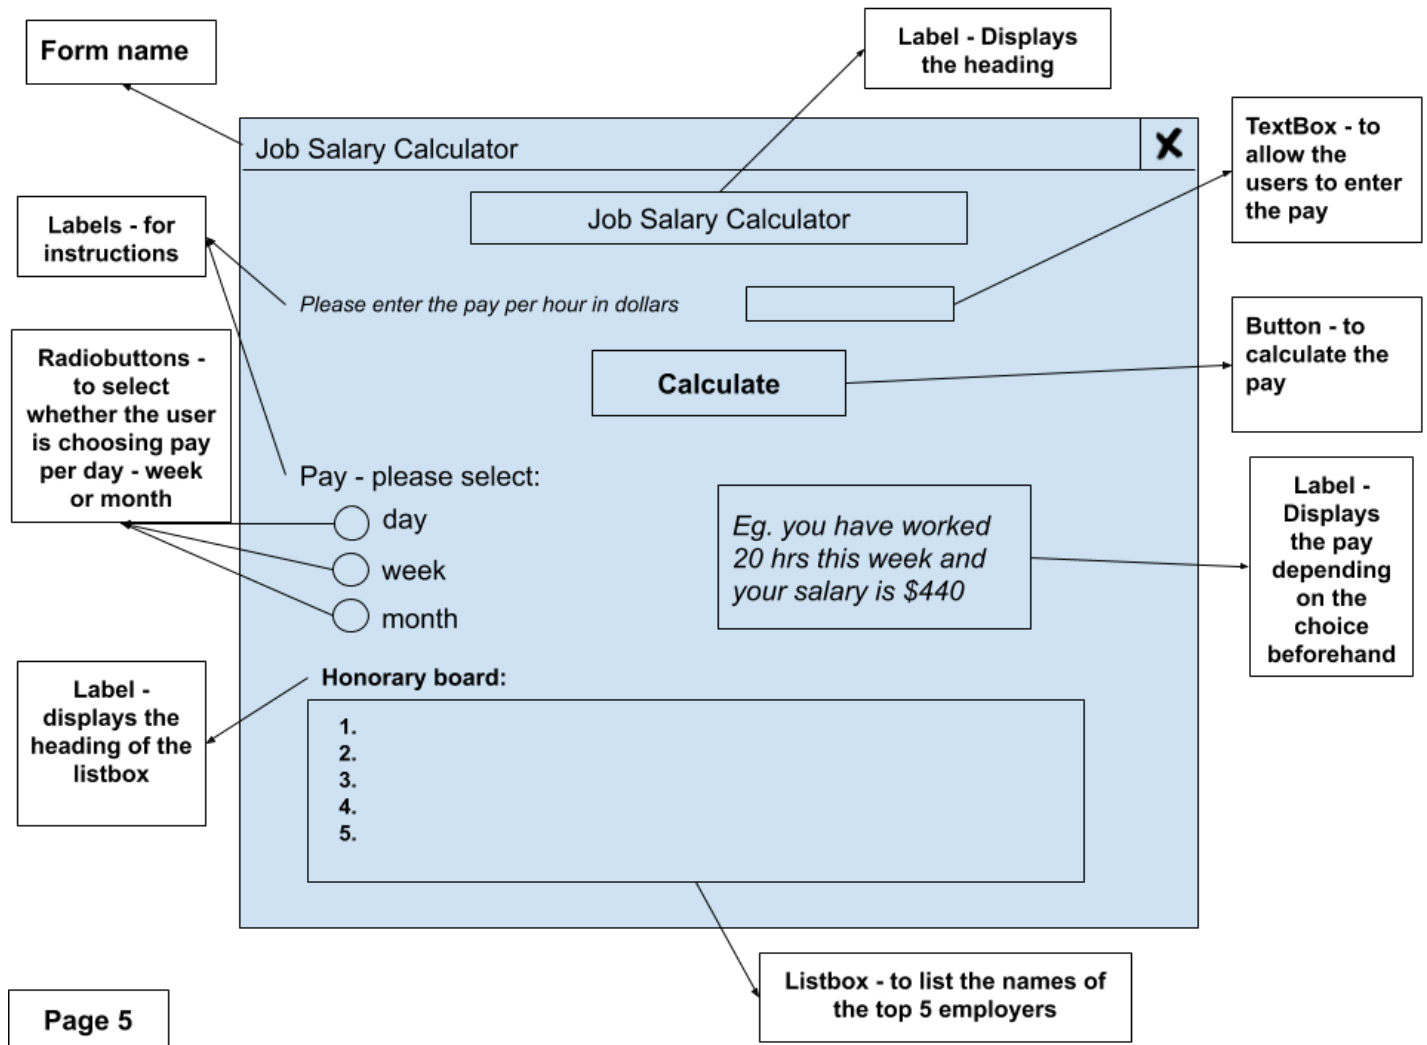 Form name
Label - Displays
the heading
TextBox - to
allow the
users to enter
the pay
Job Salary Calculator
Labels - for
instructions
Job Salary Calculator
Please enter the pay per hour in dollars
Button - to
calculate the
pay
Radiobuttons -
to select
whether the user
is choosing pay
per day - week
or month
Calculate
Pay - please select:
day
week
month
Eg. you have worked
20 hrs this week and
your salary is $440
Label -
Displays
the pay
depending
on the
choice
beforehand
Label -
displays the
heading of the
listbox
Honorary board:
1.
2.
3.
4.
5.
Listbox - to list the names of
the top 5 employers
Page 5